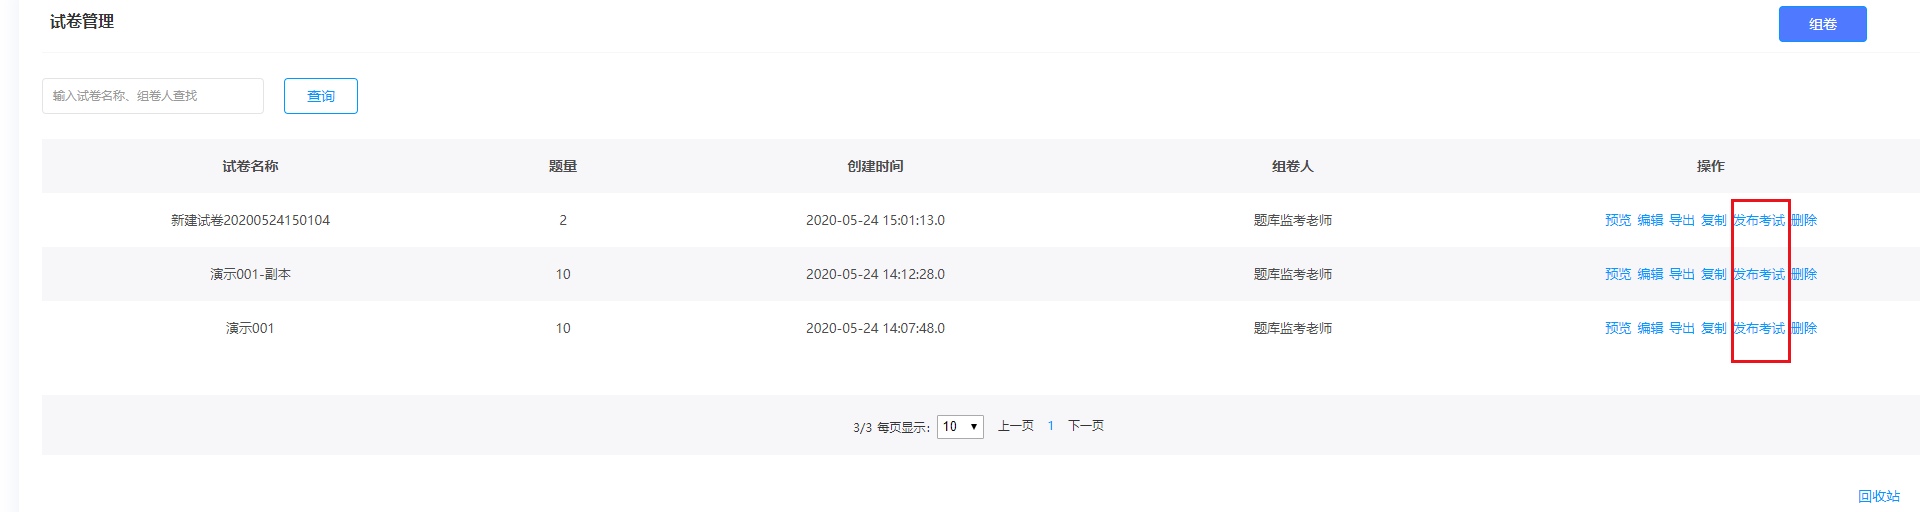 试卷管理
组卷
输入试卷名称、组卷人查找
查询
试卷名称 题量 创建时间 组卷人 操作
新建试卷20200524150104 2 2020-05-24 15:01:13.0 题库监考老师 预览 编辑 导出 复制 发布考试 删除
演示001-副本 10 2020-05-24 14:12:28.0 题库监考老师 预览 编辑 导出 复制 发布考试 删除
演示001 10 2020-05-24 14:07:48.0 题库监考老师 预览 编辑 导出 复制 发布考试 删除
3/3 每页显示: 10 上一页 1 下一页
回收站